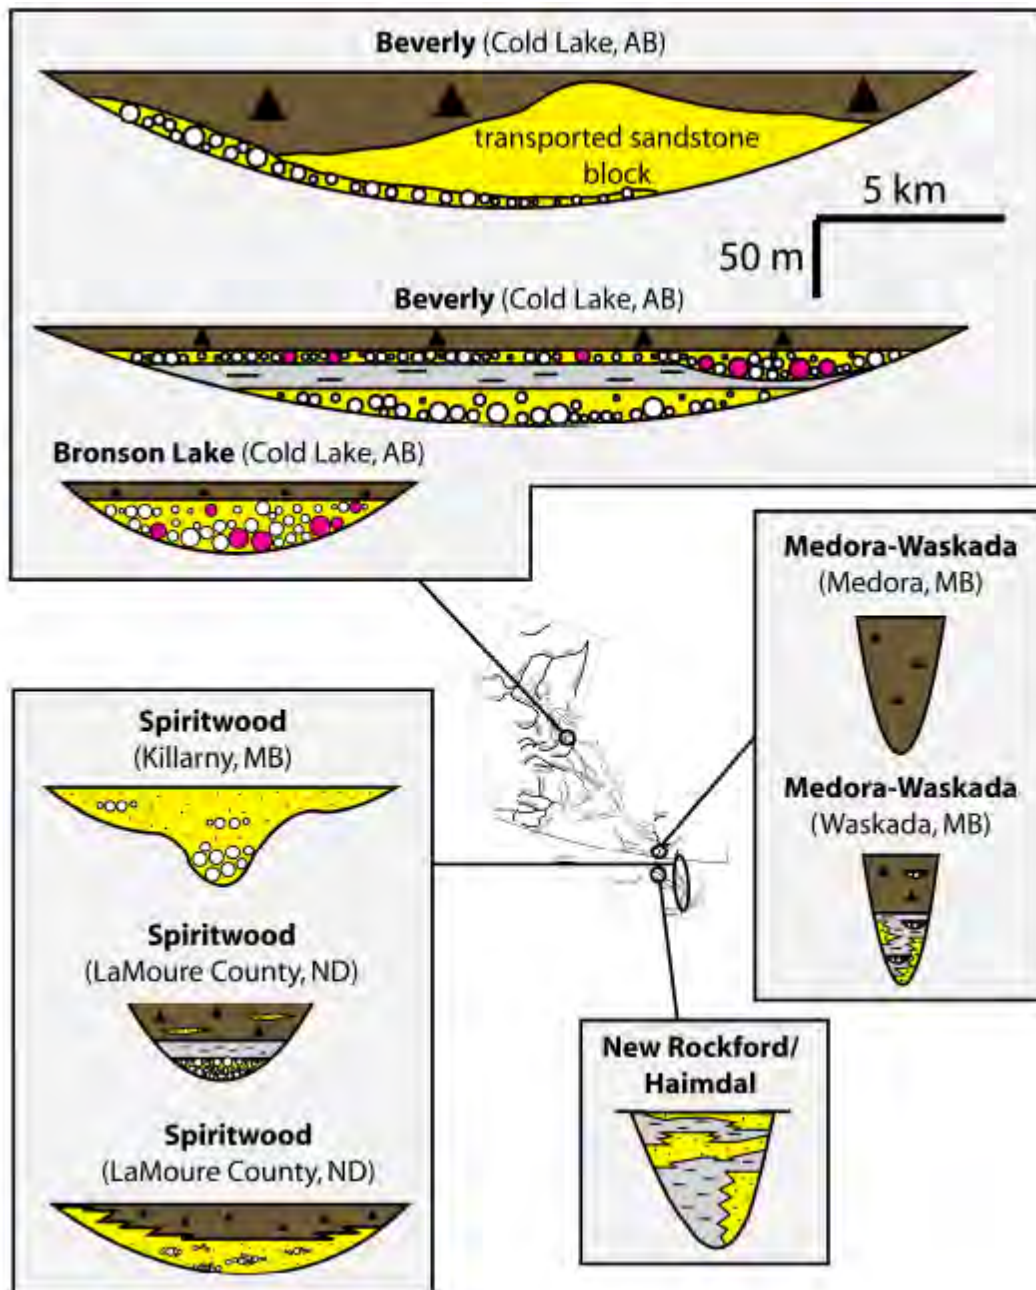 Beverly (Cold Lake, AB)
transported sandstone
block
5 km
50 m
Beverly (Cold Lake, AB)
Bronson Lake (Cold Lake, AB)
Medora-Waskada
(Medora, MB)
Medora-Waskada
(Waskada, MB)
Spiritwood
(Killarny, MB)
Spiritwood
(LaMoure County, ND)
Spiritwood
(LaMoure County, ND)
New Rockford/
Haimdal